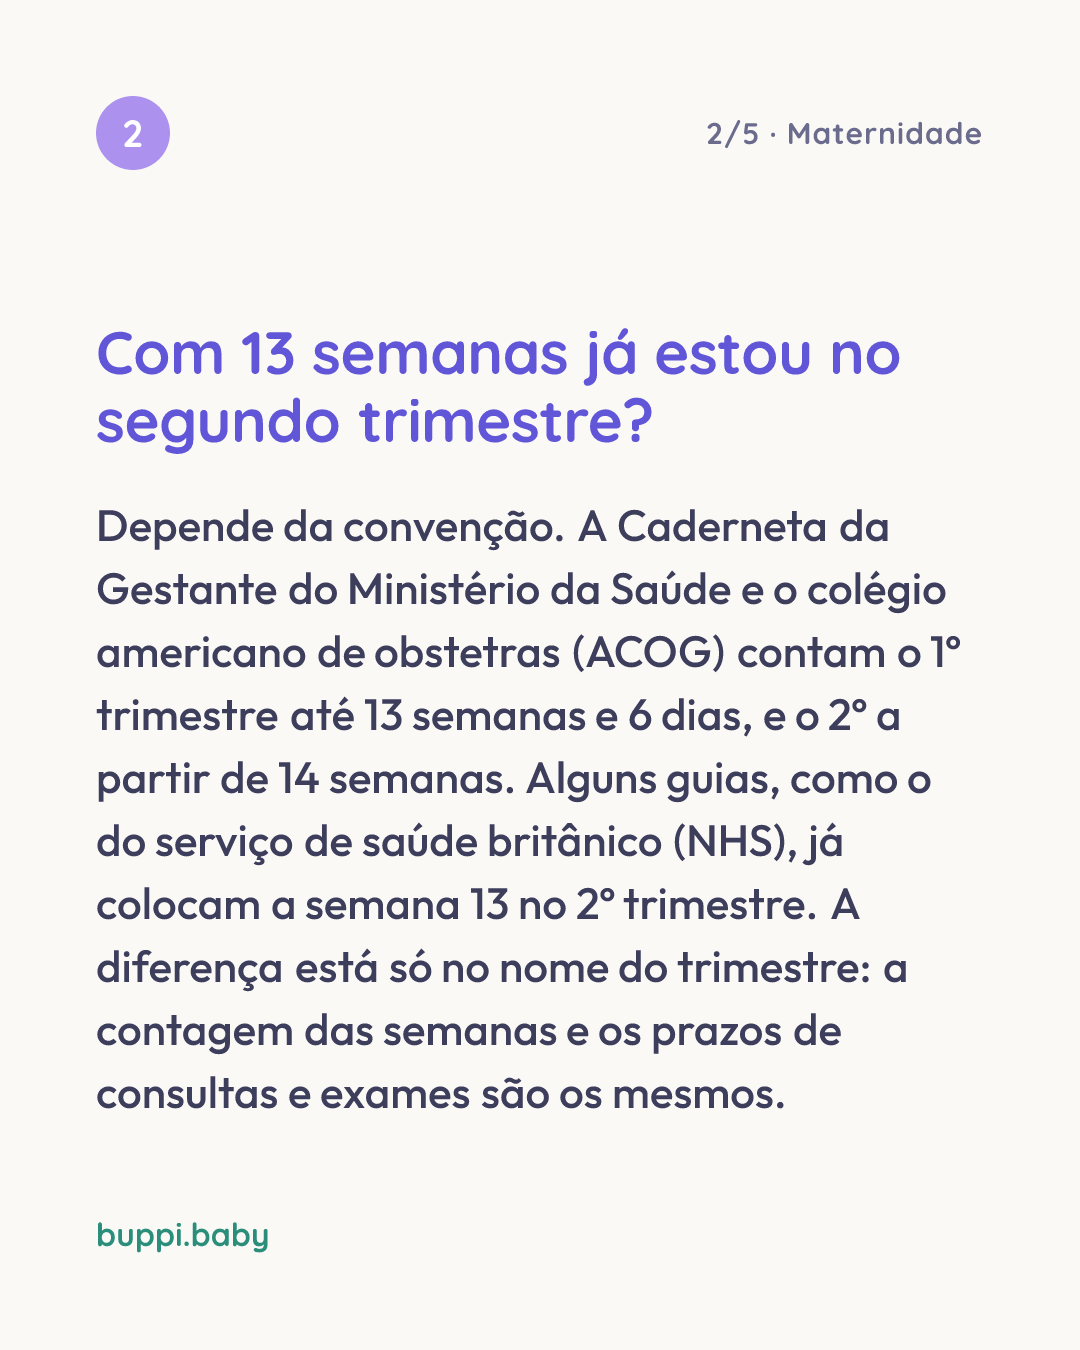 2
2/5 · Maternidade
Com 13 semanas já estou no
segundo trimestre?
Depende da convenção. A Caderneta da
Gestante do Ministério da Saúde e o colégio
americano de obstetras (ACOG) contam o 1º
trimestre até 13 semanas e 6 dias, e o 2º a
partir de 14 semanas. Alguns guias, como o
do serviço de saúde britânico (NHS), já
colocam a semana 13 no 2º trimestre. A
diferença está só no nome do trimestre: a
contagem das semanas e os prazos de
consultas e exames são os mesmos.
buppi.baby